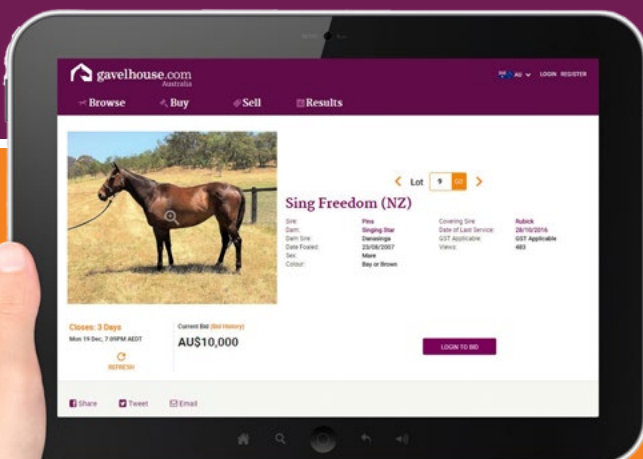 gavelhouse.com
Australia
AU
LOGIN REGISTER
Browse
Buy
Sell
Results
Lot 9 GO
Sing Freedom (NZ)
Sire: Pins
Dam: Singing Star
Dam Sire: Danasinga
Date Foaled: 23/08/2007
Sex: Mare
Colour: Bay or Brown
Covering Sire: Rubick
Date of Last Service: 28/10/2016
GST Applicable: GST Applicable
Views: 483
Closes: 3 Days
Mon 19 Dec, 7:09PM AEDT
REFRESH
Current Bid (Bid History)
AU$10,000
LOGIN TO BID
Share
Tweet
Email